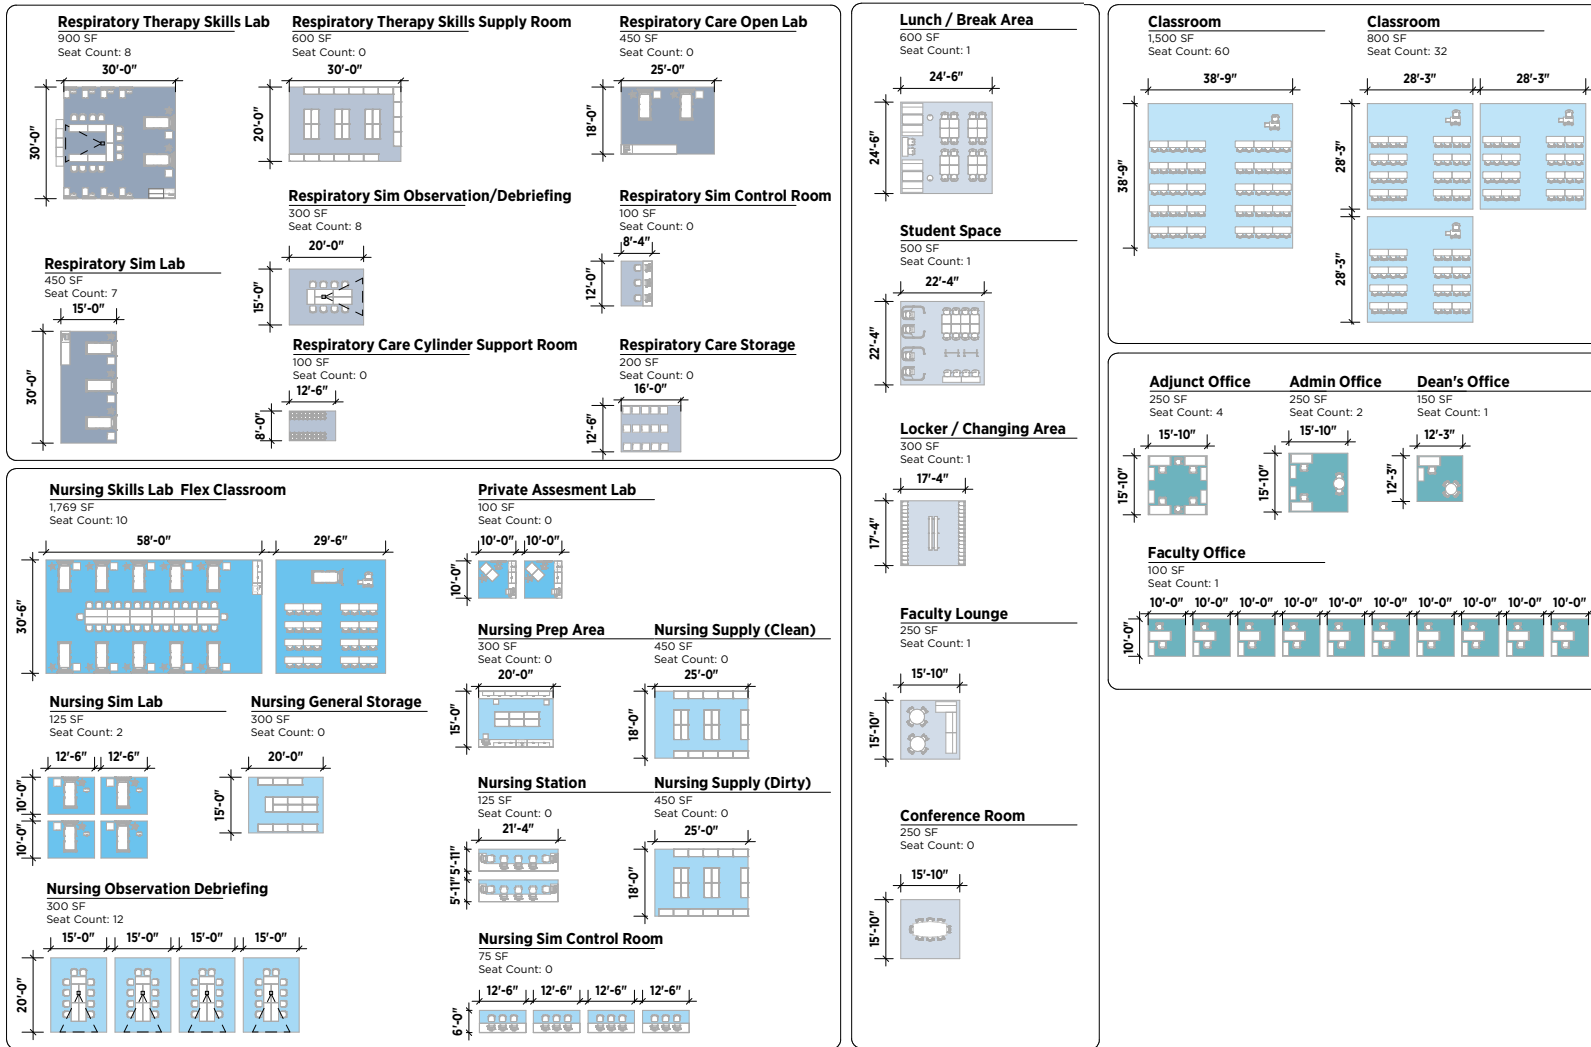 Respiratory Therapy Skills Lab
900 SF
Seat Count: 8
30'-0"
30'-0"
Respiratory Therapy Skills Supply Room
600 SF
Seat Count: 0
30'-0"
20'-0"
Respiratory Care Open Lab
450 SF
Seat Count: 0
25'-0"
18'-0"
Respiratory Sim Observation/Debriefing
300 SF
Seat Count: 8
20'-0"
15'-0"
Respiratory Sim Control Room
100 SF
Seat Count: 0
8'-4"
12'-0"
Respiratory Sim Lab
450 SF
Seat Count: 7
15'-0"
30'-0"
Respiratory Care Cylinder Support Room
100 SF
Seat Count: 0
12'-6"
8'-0"
Respiratory Care Storage
200 SF
Seat Count: 0
16'-0"
12'-6"
Nursing Skills Lab Flex Classroom
1,769 SF
Seat Count: 10
58'-0"
29'-6"
30'-6"
Private Assesment Lab
100 SF
Seat Count: 0
10'-0"
10'-0"
10'-0"
Nursing Prep Area
300 SF
Seat Count: 0
20'-0"
15'-0"
Nursing Supply (Clean)
450 SF
Seat Count: 0
25'-0"
18'-0"
Nursing Sim Lab
125 SF
Seat Count: 2
12'-6"
12'-6"
10'-0"
10'-0"
Nursing General Storage
300 SF
Seat Count: 0
20'-0"
15'-0"
Nursing Station
125 SF
Seat Count: 0
21'-4"
5'-11"
5'-11"
Nursing Supply (Dirty)
450 SF
Seat Count: 0
25'-0"
18'-0"
Nursing Observation Debriefing
300 SF
Seat Count: 12
15'-0"
15'-0"
15'-0"
15'-0"
20'-0"
Nursing Sim Control Room
75 SF
Seat Count: 0
12'-6"
12'-6"
12'-6"
12'-6"
6'-0"
Lunch / Break Area
600 SF
Seat Count: 1
24'-6"
24'-6"
Student Space
500 SF
Seat Count: 1
22'-4"
22'-4"
Locker / Changing Area
300 SF
Seat Count: 1
17'-4"
17'-4"
Faculty Lounge
250 SF
Seat Count: 1
15'-10"
15'-10"
Conference Room
250 SF
Seat Count: 0
15'-10"
15'-10"
Classroom
1,500 SF
Seat Count: 60
38'-9"
38'-9"
Classroom
800 SF
Seat Count: 32
28'-3"
28'-3"
28'-3"
28'-3"
Adjunct Office
250 SF
Seat Count: 4
15'-10"
15'-10"
Admin Office
250 SF
Seat Count: 2
15'-10"
15'-10"
Dean's Office
150 SF
Seat Count: 1
12'-3"
12'-3"
Faculty Office
100 SF
Seat Count: 1
10'-0"
10'-0"
10'-0"
10'-0"
10'-0"
10'-0"
10'-0"
10'-0"
10'-0"
10'-0"
10'-0"